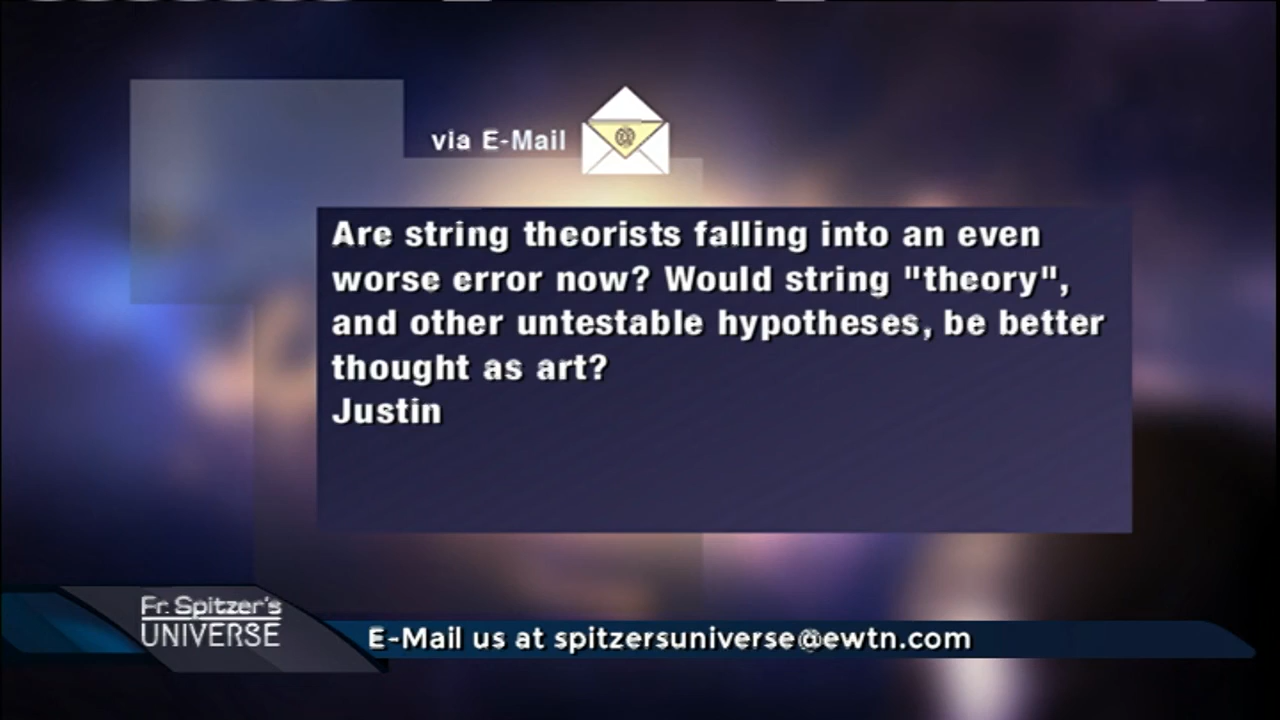 via E-Mail
@
Are string theorists falling into an even
worse error now? Would string "theory",
and other untestable hypotheses, be better
thought as art?
Justin
Fr. Spitzer's
UNIVERSE
E-Mail us at spitzersuniverse@ewtn.com